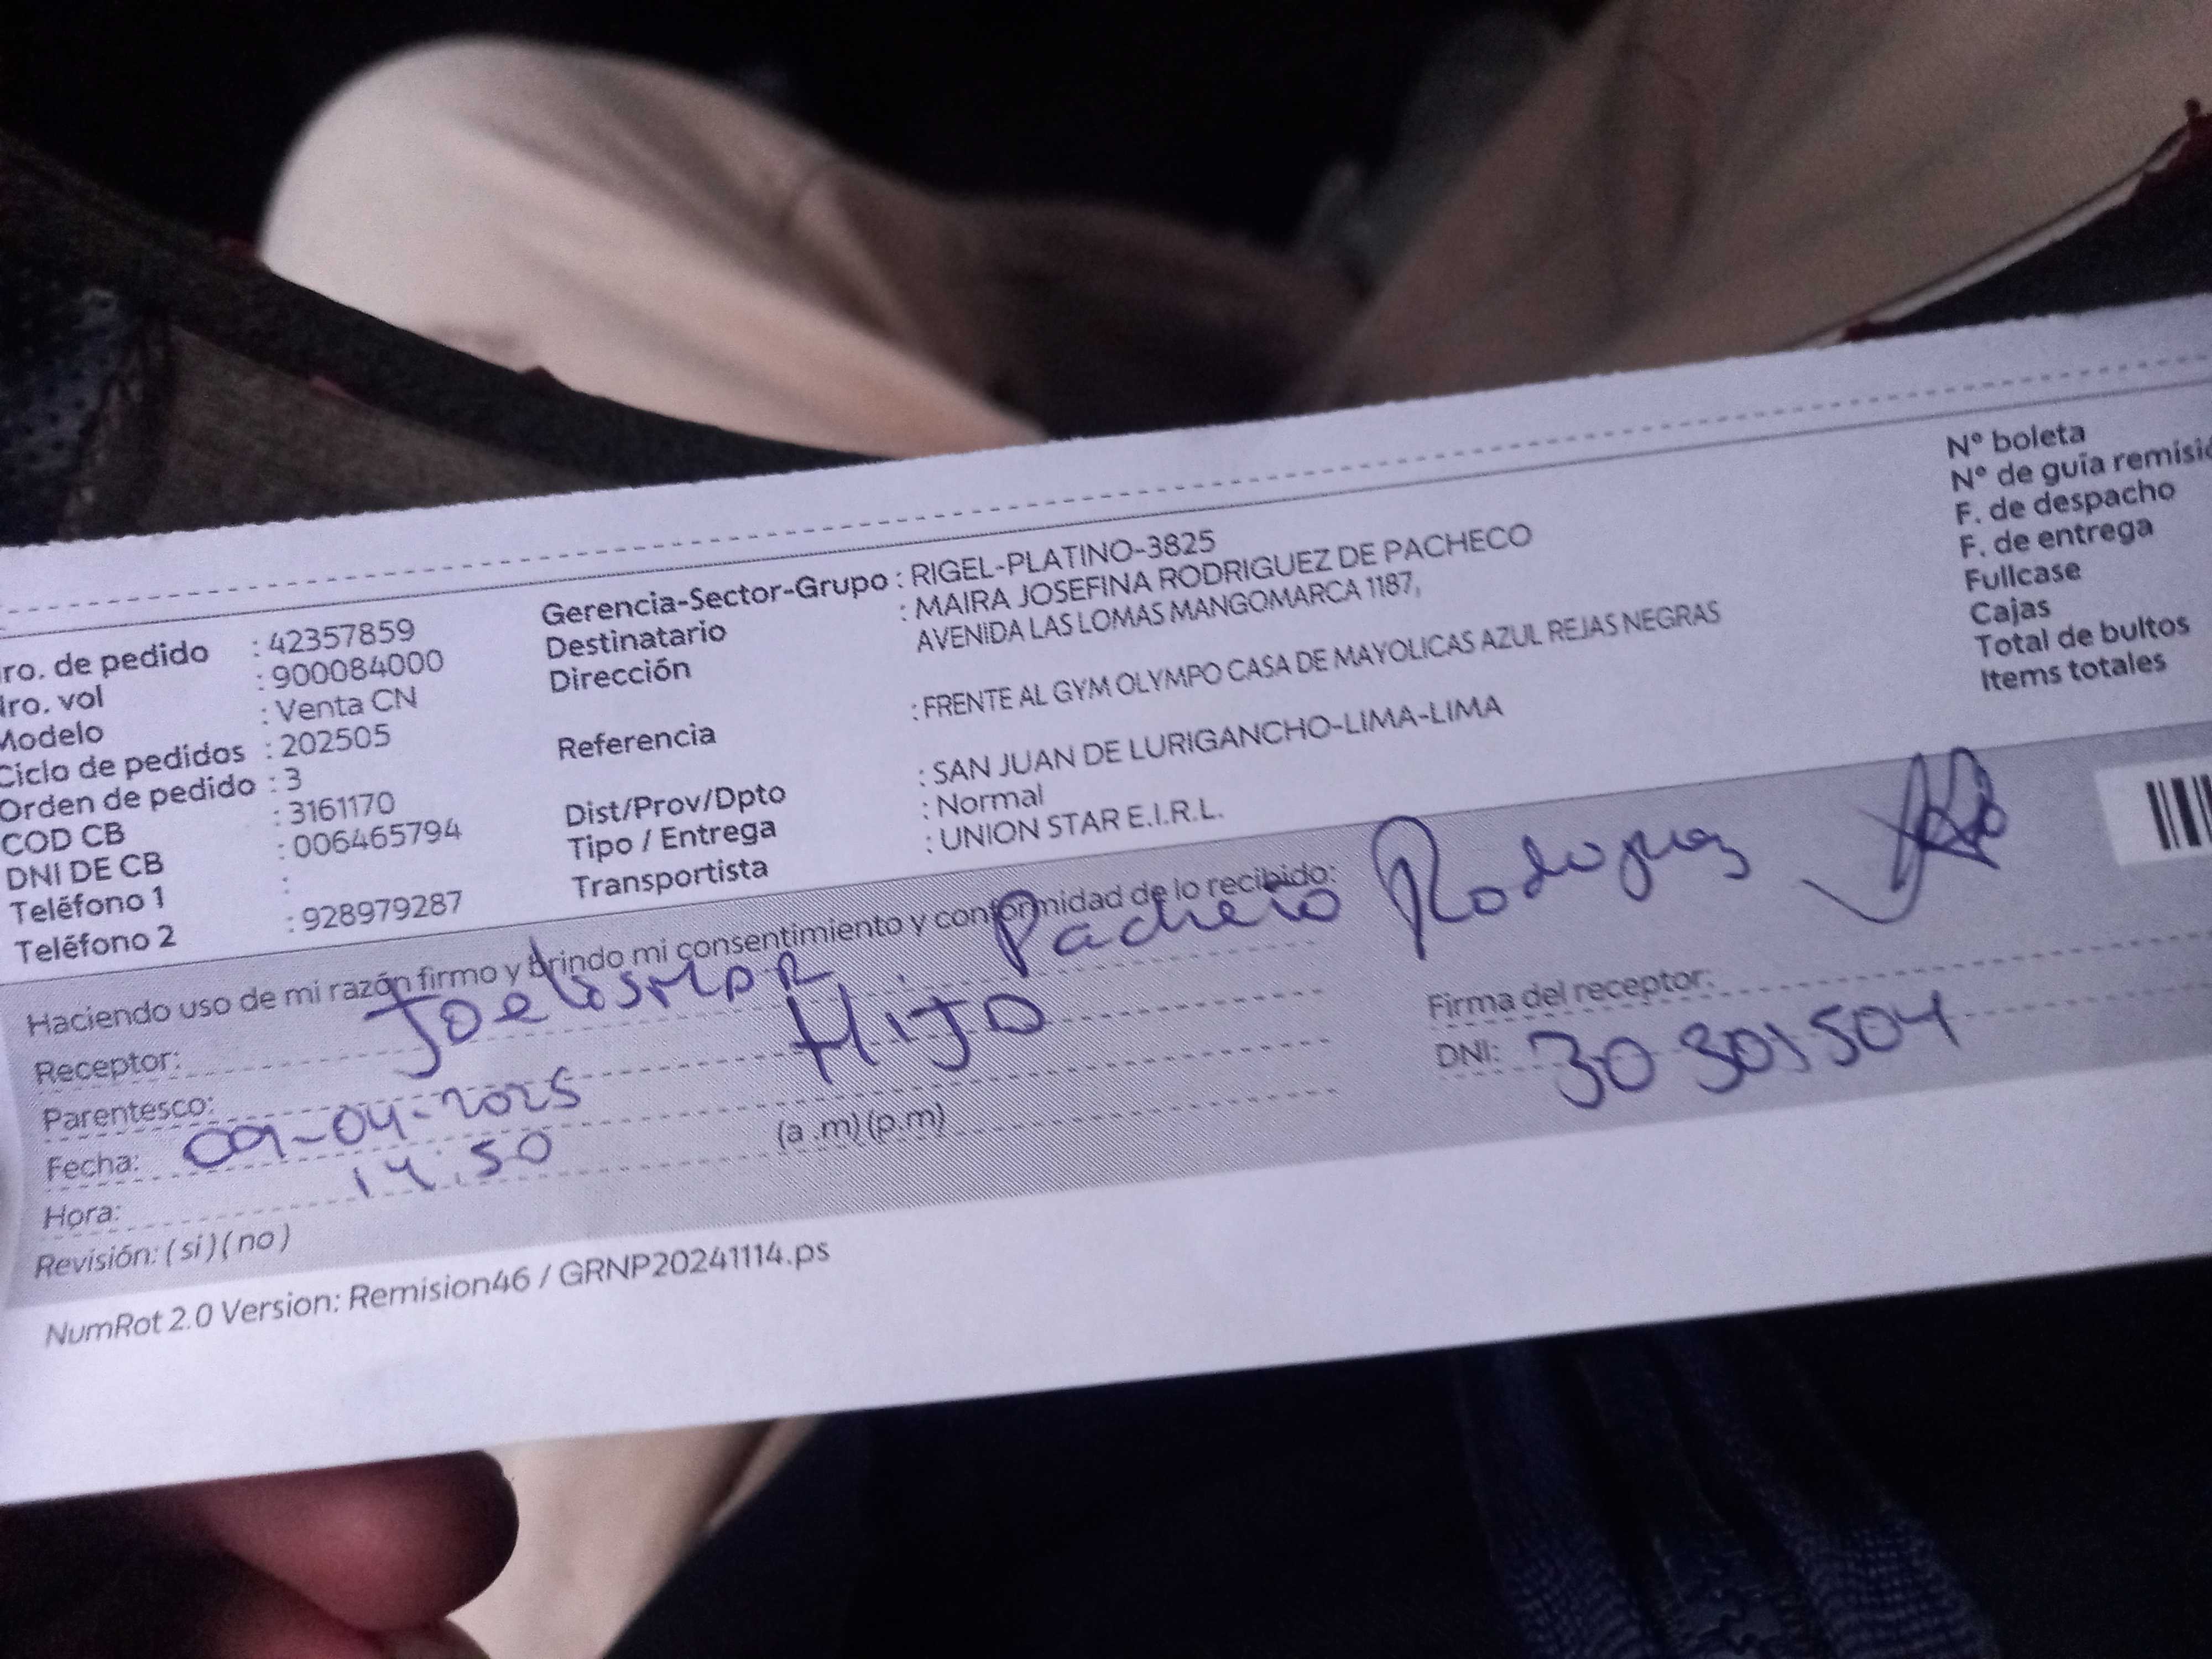 ro. de pedido : 42357859
ro. vol : 900084000
Modelo : Venta CN
Ciclo de pedidos : 202505
Orden de pedido : 3
COD CB : 3161170
DNI DE CB : 006465794
Teléfono 1 :
Teléfono 2 : 928979287
Gerencia-Sector-Grupo : RIGEL-PLATINO-3825
Destinatario : MAIRA JOSEFINA RODRIGUEZ DE PACHECO
Dirección AVENIDA LAS LOMAS MANGOMARCA 1187,
Referencia : FRENTE AL GYM OLYMPO CASA DE MAYOLICAS AZUL REJAS NEGRAS
Dist/Prov/Dpto : SAN JUAN DE LURIGANCHO-LIMA-LIMA
Tipo / Entrega : Normal
Transportista : UNION STAR E.I.R.L.
Nº boleta
Nº de guía remisió
F. de despacho
F. de entrega
Fullcase
Cajas
Total de bultos
Items totales
Haciendo uso de mi razón firmo y brindo mi consentimiento y conformidad de lo recibido:
Receptor: Pacheco Rodriguez
Parentesco: HiJO
Fecha: 09-04-2025
Hora: 14:50 (a .m) (p.m)
Revisión: (si) (no)
Firma del receptor:
DNI: 30301504
NumRot 2.0 Version: Remision46 / GRNP20241114.ps